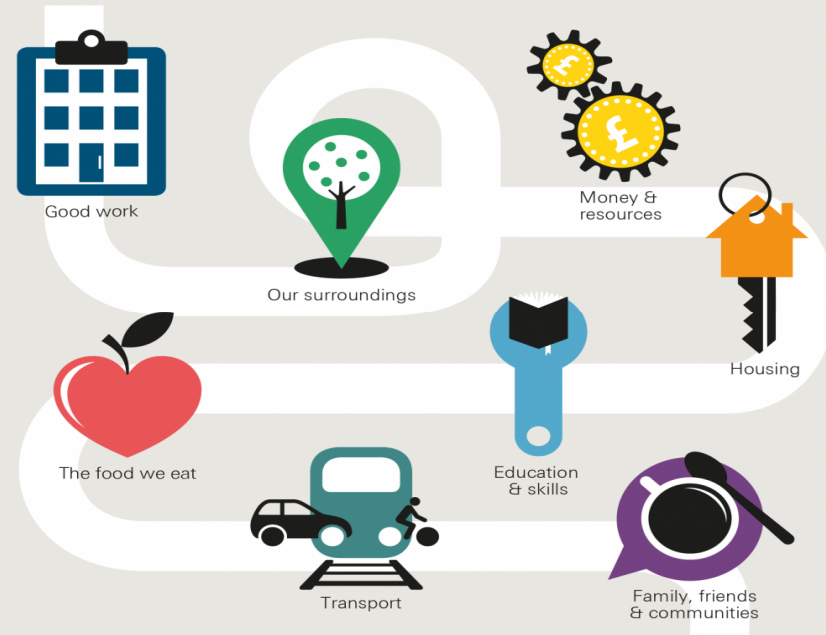 £
£
Good work
Money &
resources
Our surroundings
Housing
The food we eat
Education
& skills
Transport
Family, friends
& communities